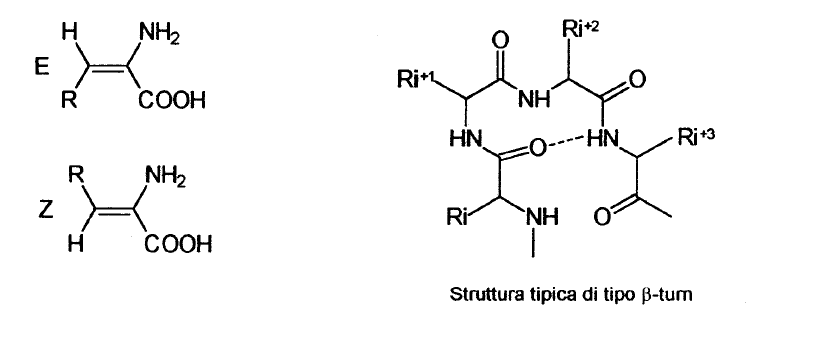 H
NH₂
E
R
COOH
R
NH₂
Z
H
COOH
O
Ri+2
Ri+1
NH
O
HN
O
HN
Ri+3
Ri
NH
O
Struttura tipica di tipo β-turn